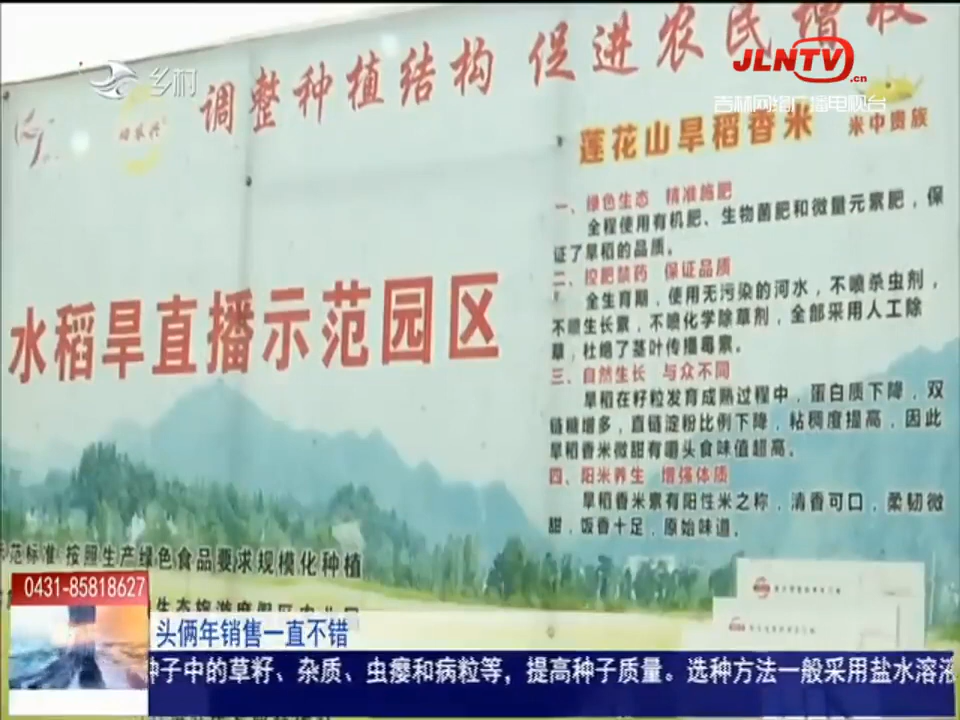 调整种植结构 促进农民增收
JLNTV.cn
吉林网络广播电视台
乡村
莲花山旱稻香米
米中贵族
一、绿色生态 精准施肥
全程使用有机肥、生物菌肥和微量元素肥，保
证了旱稻的品质。
二、控肥禁药 保证品质
全生育期，使用无污染的河水，不喷杀虫剂，
不喷生长素，不喷化学除草剂，全部采用人工除
草，杜绝了茎叶传播毒素。
三、自然生长 与众不同
旱稻在籽粒发育成熟过程中，蛋白质下降，双
链糖增多，直链淀粉比例下降，粘稠度提高，因此
旱稻香米微甜有嚼头食味值超高。
四、阳米养生 增强体质
旱稻香米素有阳性米之称，清香可口，柔韧微
甜，饭香十足，原始味道。
水稻旱直播示范园区
示范标准 按照生产绿色食品要求规模化种植
0431-85818627
头俩年销售一直不错
种子中的草籽、杂质、虫瘿和病粒等，提高种子质量。选种方法一般采用盐水溶液